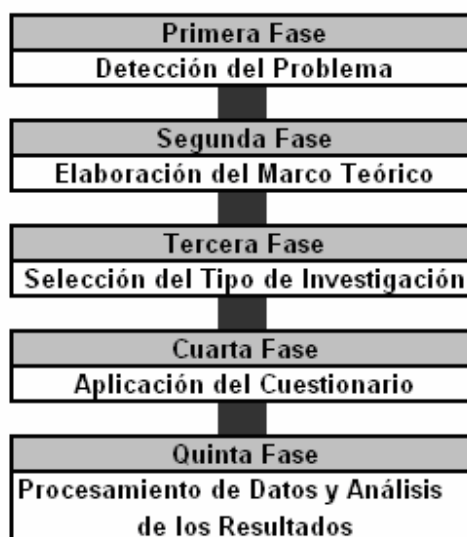 Primera Fase
Detección del Problema
Segunda Fase
Elaboración del Marco Teórico
Tercera Fase
Selección del Tipo de Investigación
Cuarta Fase
Aplicación del Cuestionario
Quinta Fase
Procesamiento de Datos y Análisis
de los Resultados